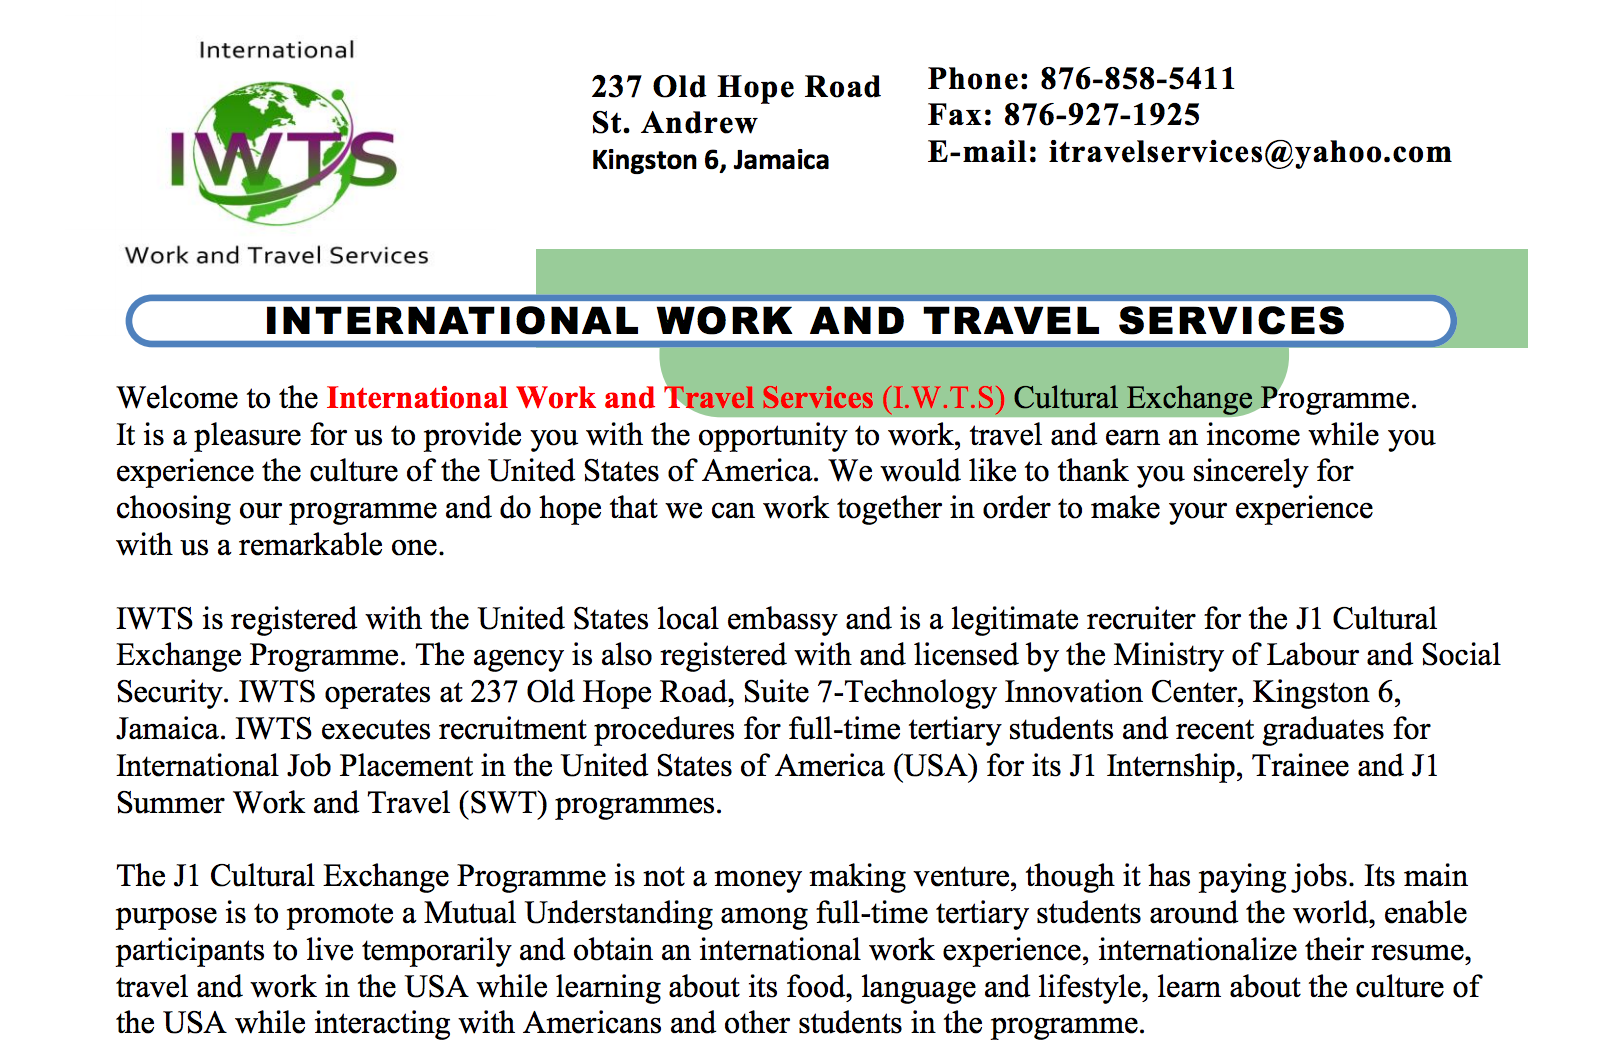 International
IWTS
Work and Travel Services
237 Old Hope Road
St. Andrew
Kingston 6, Jamaica
Phone: 876-858-5411
Fax: 876-927-1925
E-mail: itravelservices@yahoo.com
INTERNATIONAL WORK AND TRAVEL SERVICES
Welcome to the International Work and Travel Services (I.W.T.S) Cultural Exchange Programme.
It is a pleasure for us to provide you with the opportunity to work, travel and earn an income while you
experience the culture of the United States of America. We would like to thank you sincerely for
choosing our programme and do hope that we can work together in order to make your experience
with us a remarkable one.
IWTS is registered with the United States local embassy and is a legitimate recruiter for the J1 Cultural
Exchange Programme. The agency is also registered with and licensed by the Ministry of Labour and Social
Security. IWTS operates at 237 Old Hope Road, Suite 7-Technology Innovation Center, Kingston 6,
Jamaica. IWTS executes recruitment procedures for full-time tertiary students and recent graduates for
International Job Placement in the United States of America (USA) for its J1 Internship, Trainee and J1
Summer Work and Travel (SWT) programmes.
The J1 Cultural Exchange Programme is not a money making venture, though it has paying jobs. Its main
purpose is to promote a Mutual Understanding among full-time tertiary students around the world, enable
participants to live temporarily and obtain an international work experience, internationalize their resume,
travel and work in the USA while learning about its food, language and lifestyle, learn about the culture of
the USA while interacting with Americans and other students in the programme.